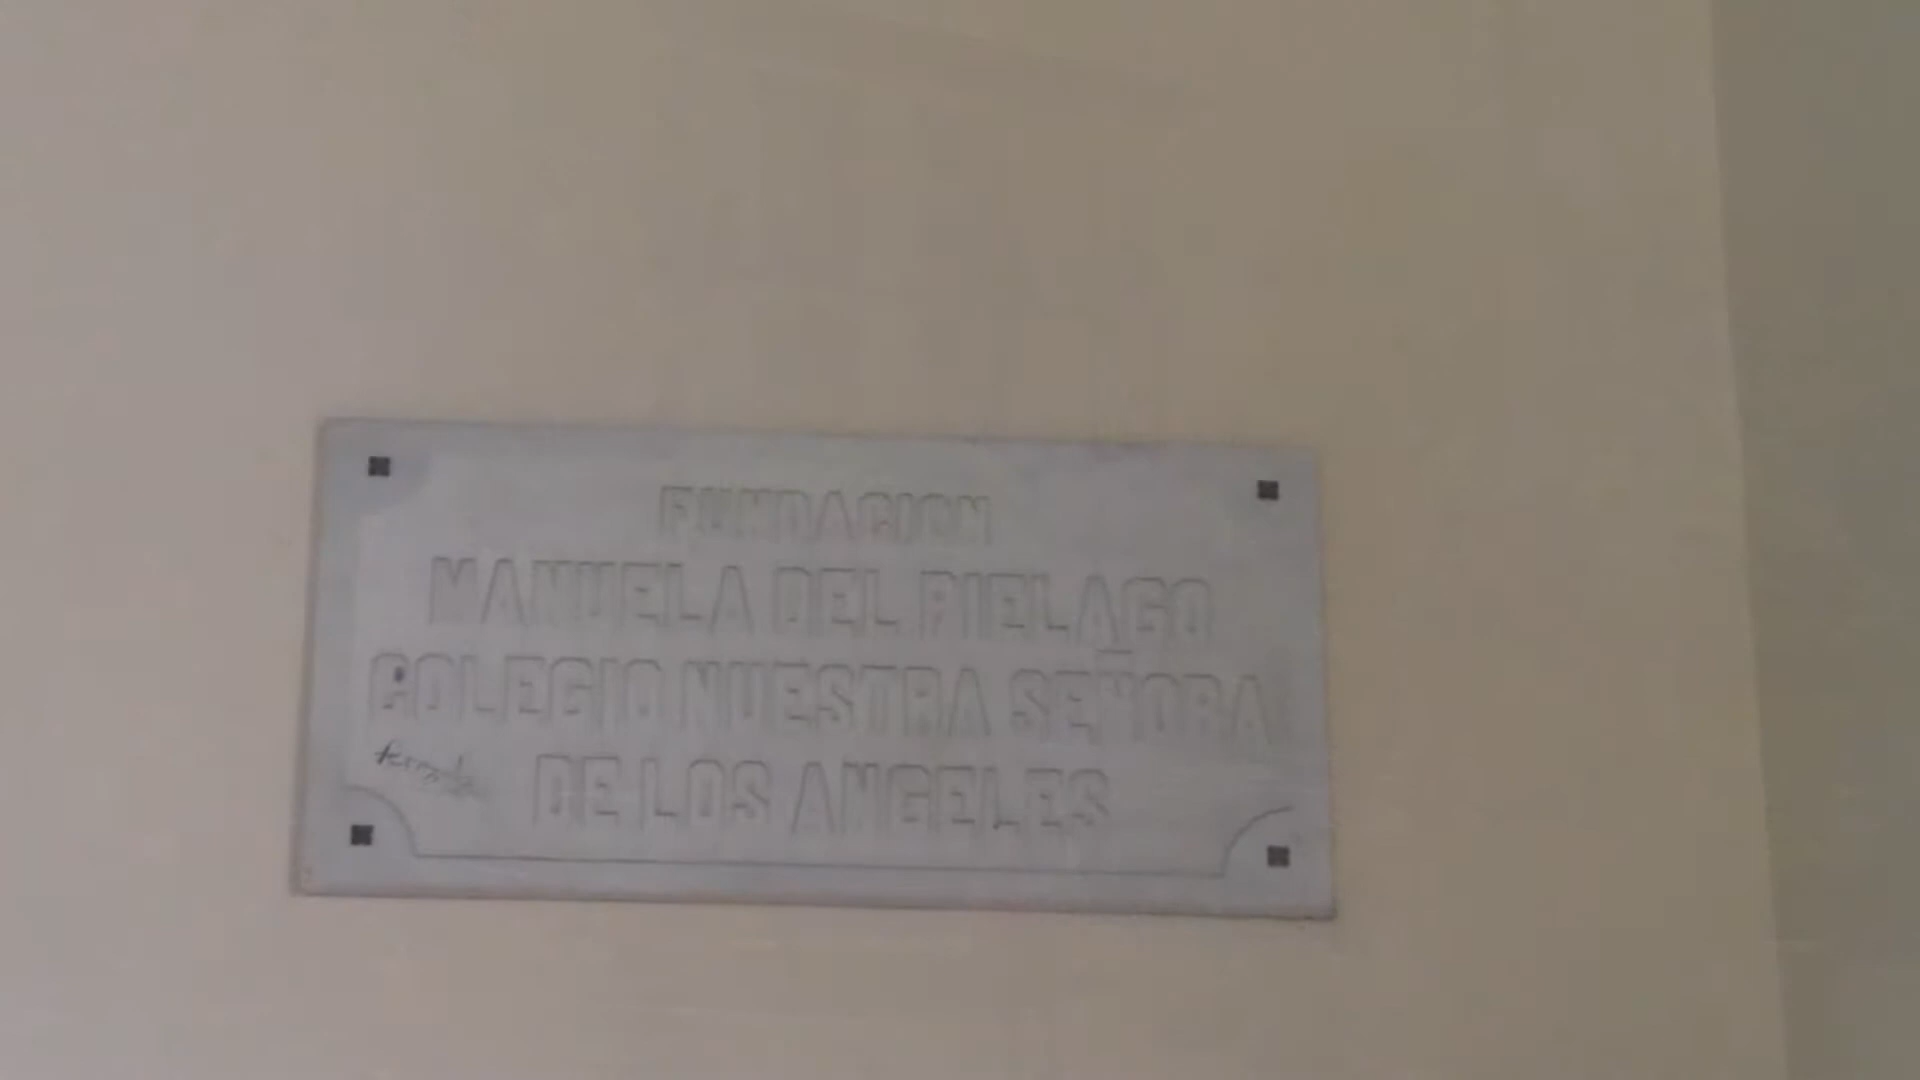 FUNDACION
MANUELA DEL PIELAGO
COLEGIO NUESTRA SEÑORA
DE LOS ANGELES